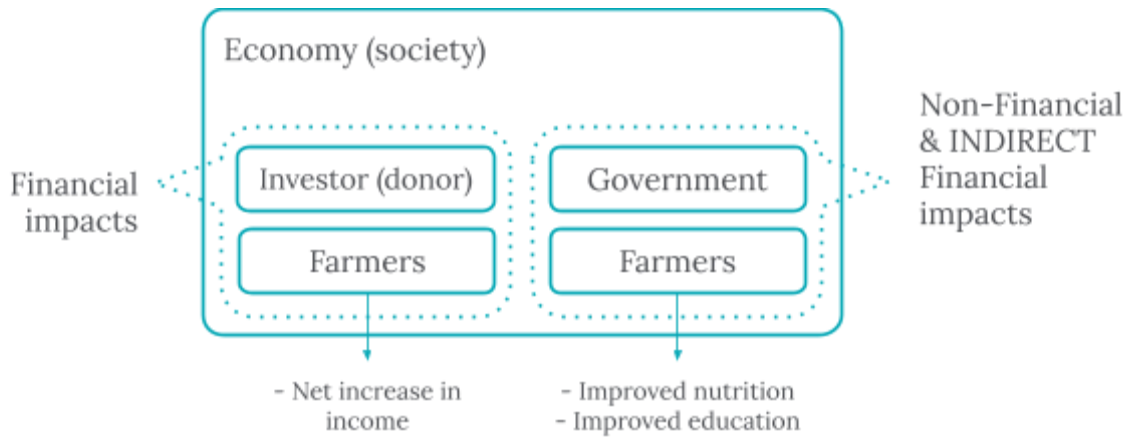 Economy (society)
Financial
impacts
Investor (donor)
Farmers
Government
Farmers
Non-Financial
& INDIRECT
Financial
impacts
- Net increase in
income
- Improved nutrition
- Improved education